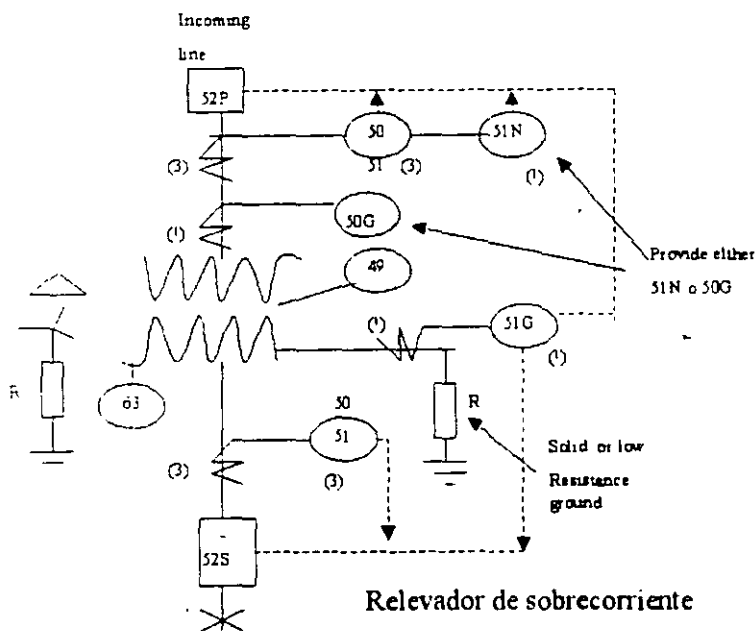 Incoming
line
52P
50
51
(3)
51N
(1)
(3)
50G
(1)
49
Provide either
51N o 50G
(1)
51G
(1)
R
63
50
51
(3)
R
(3)
Solid or low
Resistance
ground
52S
Relevador de sobrecorriente